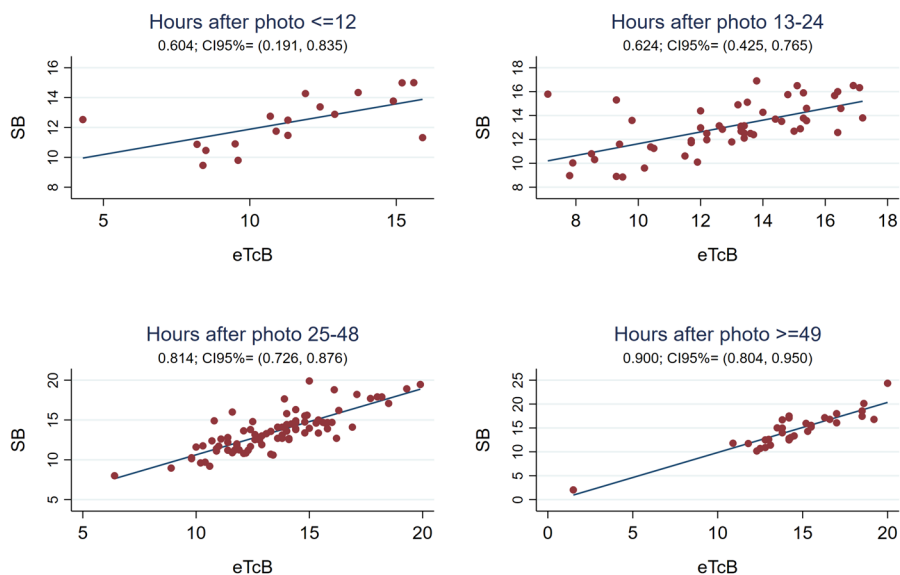 Hours after photo <=12
0.604; CI95%= (0.191, 0.835)
16
14
12
10
8
SB
5
10
15
eTcB
Hours after photo 13-24
0.624; CI95%= (0.425, 0.765)
18
16
14
12
10
8
SB
8
10
12
14
16
18
eTcB
Hours after photo 25-48
0.814; CI95%= (0.726, 0.876)
20
15
10
5
SB
5
10
15
20
eTcB
Hours after photo >=49
0.900; CI95%= (0.804, 0.950)
25
20
15
10
5
0
SB
0
5
10
15
20
eTcB